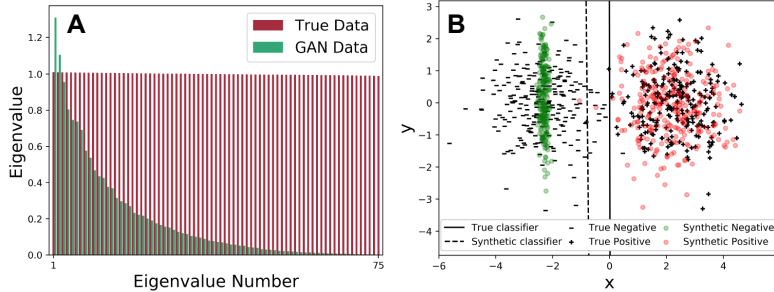 A
True Data
GAN Data
Eigenvalue
1.2
1.0
0.8
0.6
0.4
0.2
0.0
1
75
Eigenvalue Number
B
y
3
2
1
0
−1
−2
−3
−4
True classifier
Synthetic classifier
True Negative
True Positive
Synthetic Negative
Synthetic Positive
−6
−4
−2
0
2
4
x